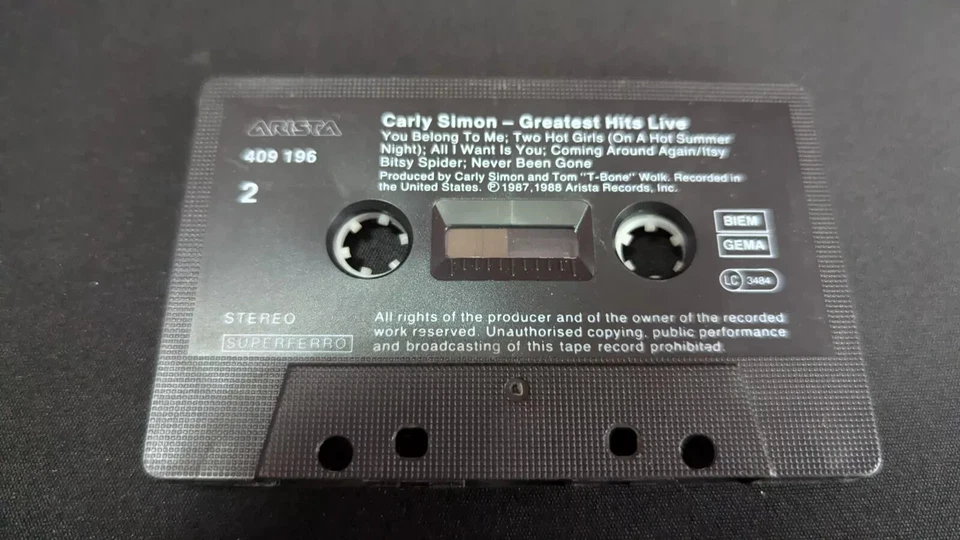 ARISTA
409 196
2
Carly Simon – Greatest Hits Live
You Belong To Me; Two Hot Girls (On A Hot Summer
Night); All I Want Is You; Coming Around Again/Itsy
Bitsy Spider; Never Been Gone
Produced by Carly Simon and Tom "T-Bone" Wolk. Recorded in
the United States. ℗ 1987,1988 Arista Records, Inc.
BIEM
GEMA
LC 3484
STEREO
SUPERFERRO
All rights of the producer and of the owner of the recorded
work reserved. Unauthorised copying, public performance
and broadcasting of this tape record prohibited.